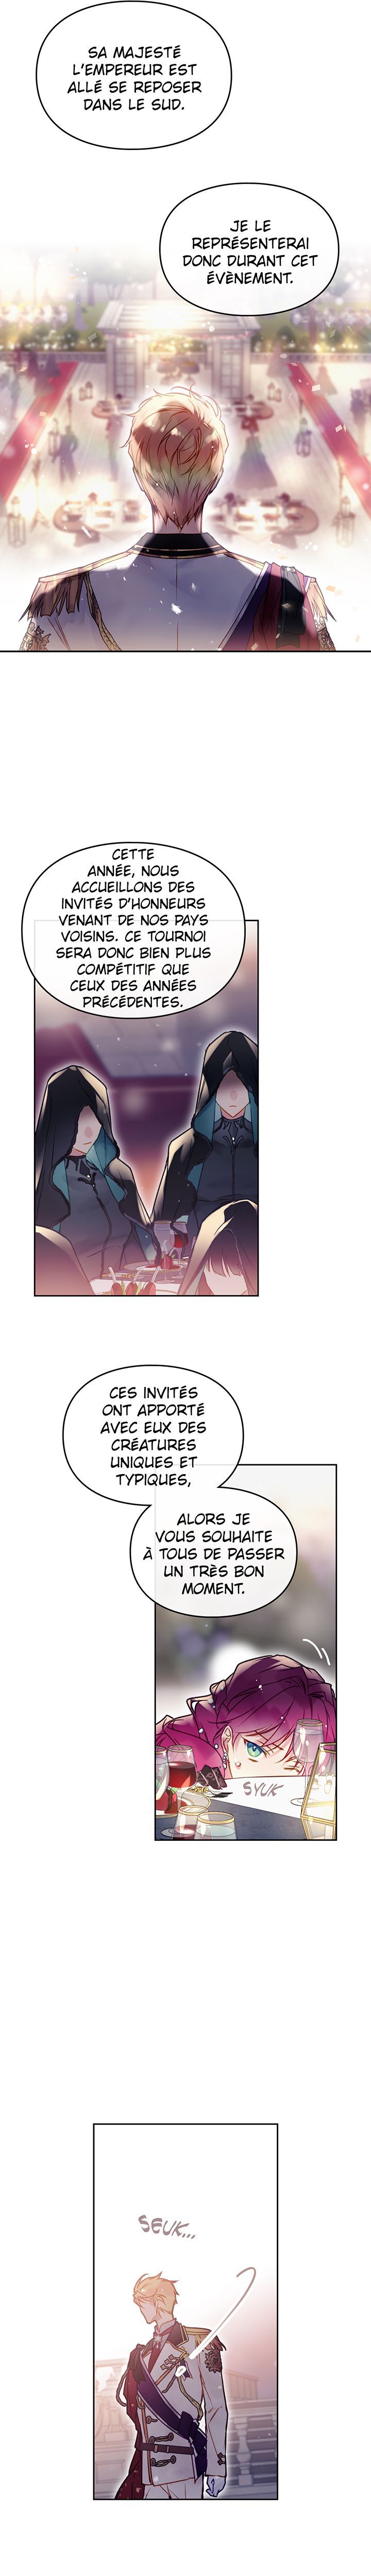 SA MAJESTÉ
L'EMPEREUR EST
ALLÉ SE REPOSER
DANS LE SUD.
JE LE
REPRÉSENTERAI
DONC DURANT CET
ÉVÈNEMENT.
CETTE
ANNÉE, NOUS
ACCUEILLONS DES
INVITÉS D'HONNEURS
VENANT DE NOS PAYS
VOISINS. CE TOURNOI
SERA DONC BIEN PLUS
COMPÉTITIF QUE
CEUX DES ANNÉES
PRÉCÉDENTES.
CES INVITÉS
ONT APPORTÉ
AVEC EUX DES
CRÉATURES
UNIQUES ET
TYPIQUES,
ALORS JE
VOUS SOUHAITE
À TOUS DE PASSER
UN TRÈS BON
MOMENT.
SYUK
SEUK...